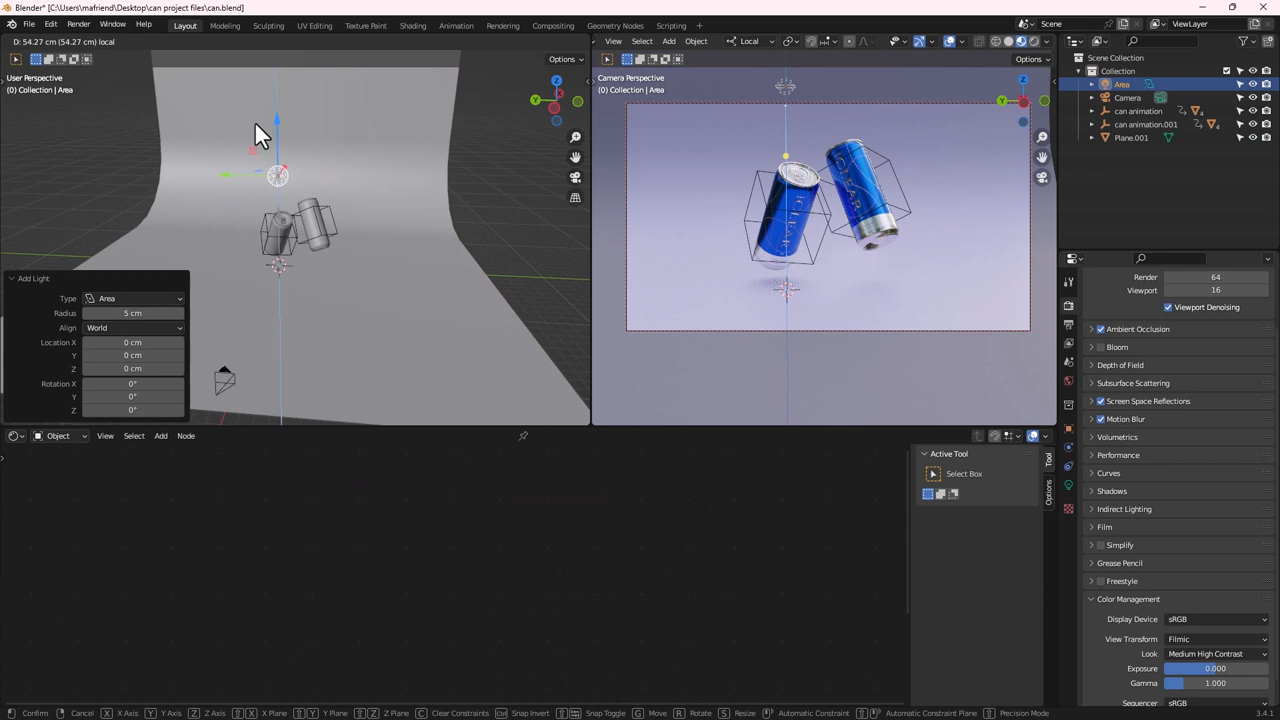 Blender* [C:\Users\mafriend\Desktop\can project files\can.blend]
File Edit Render Window Help Layout Modeling Sculpting UV Editing Texture Paint Shading Animation Rendering Compositing Geometry Nodes Scripting Scene ViewLayer
D: 54.27 cm (54.27 cm) local View Select Add Object Local
Options Options
User Perspective Camera Perspective
(0) Collection | Area (0) Collection | Area
Scene Collection
Collection
Area
Camera
can animation
can animation.001
Plane.001
Z
Y
Z
Y
CLEAR
CLEAR
Add Light
Type Area
Radius 5 cm
Align World
Location X 0 cm
Y 0 cm
Z 0 cm
Rotation X 0°
Y 0°
Z 0°
Render 64
Viewport 16
Viewport Denoising
Ambient Occlusion
Bloom
Depth of Field
Subsurface Scattering
Screen Space Reflections
Motion Blur
Volumetrics
Performance
Curves
Shadows
Indirect Lighting
Film
Simplify
Grease Pencil
Freestyle
Color Management
Display Device sRGB
View Transform Filmic
Look Medium High Contrast
Exposure 0.000
Gamma 1.000
Sequencer sRGB
Object View Select Add Node
Active Tool
Select Box
Tool
Options
Confirm Cancel X X Axis Y Y Axis Z Z Axis X X Plane Y Y Plane Z Z Plane C Clear Constraints Snap Invert Snap Toggle G Move R Rotate S Resize Automatic Constraint Automatic Constraint Plane Precision Mode 3.4.1